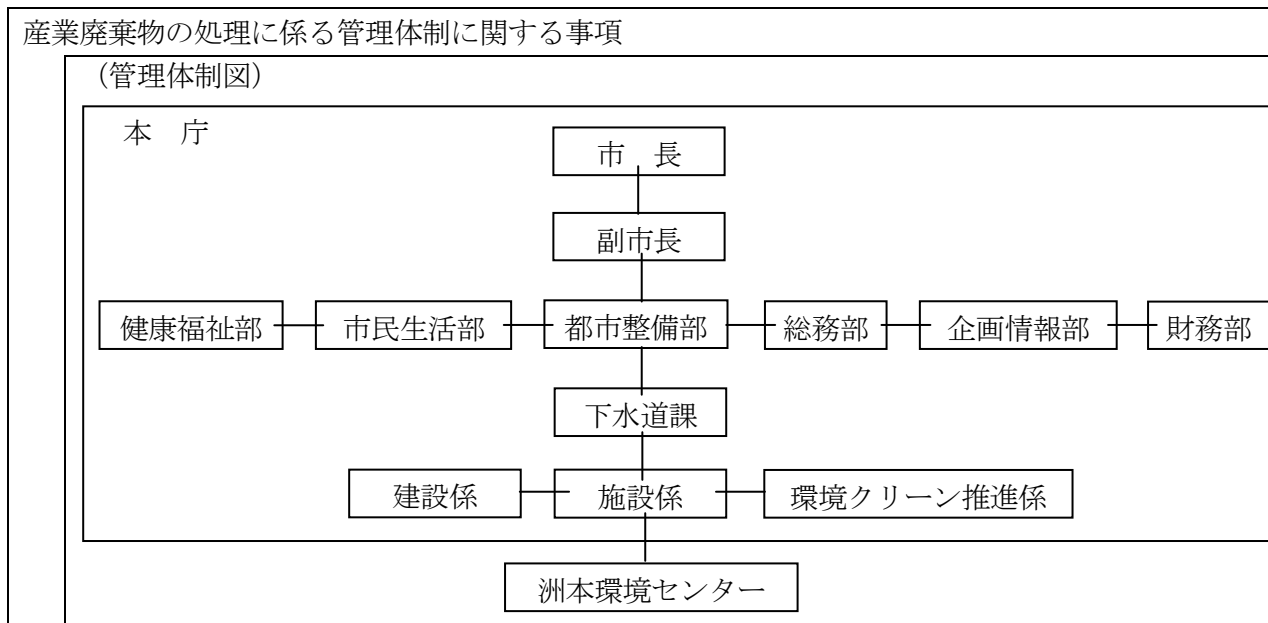 産業廃棄物の処理に係る管理体制に関する事項
（管理体制図）
本　庁
市　長
副市長
健康福祉部 市民生活部 都市整備部 総務部 企画情報部 財務部
下水道課
建設係 施設係 環境クリーン推進係
洲本環境センター